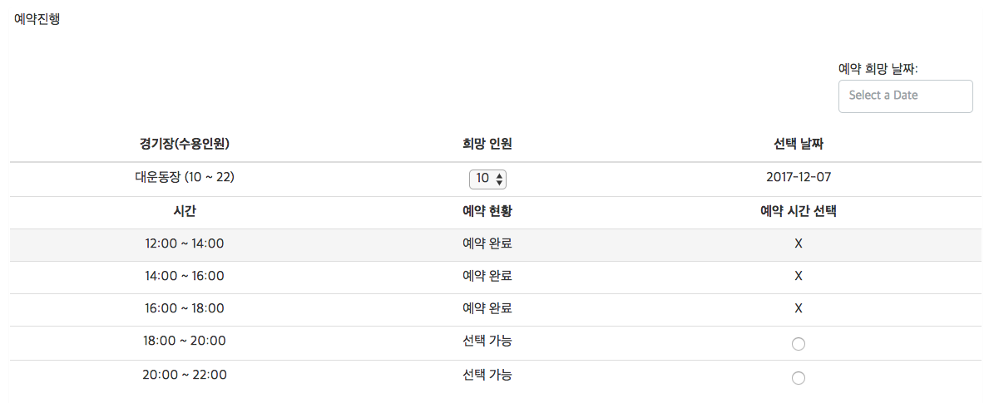 예약진행
예약 희망 날짜:
Select a Date
경기장(수용인원) 희망 인원 선택 날짜
대운동장 (10 ~ 22) 10 2017-12-07
시간 예약 현황 예약 시간 선택
12:00 ~ 14:00 예약 완료 X
14:00 ~ 16:00 예약 완료 X
16:00 ~ 18:00 예약 완료 X
18:00 ~ 20:00 선택 가능
20:00 ~ 22:00 선택 가능